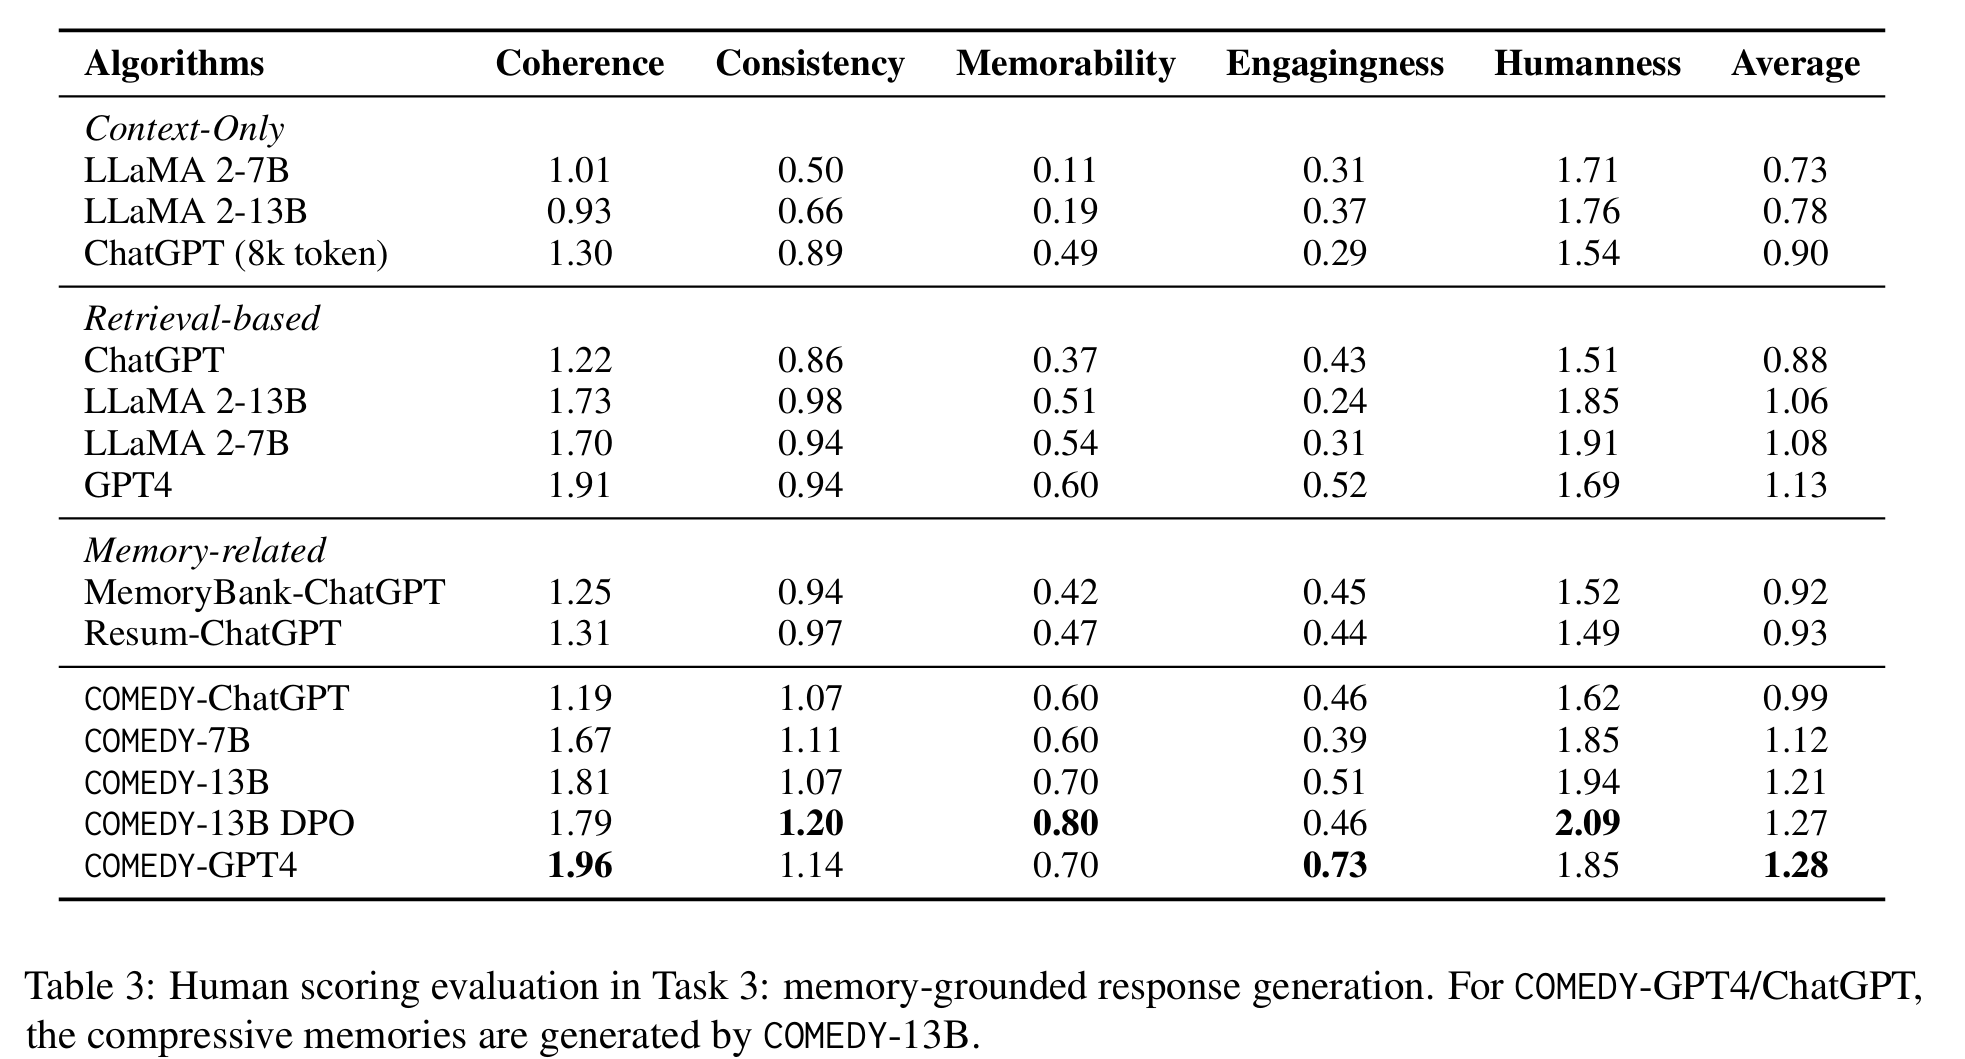 Algorithms Coherence Consistency Memorability Engagingness Humanness Average
Context-Only
LLaMA 2-7B 1.01 0.50 0.11 0.31 1.71 0.73
LLaMA 2-13B 0.93 0.66 0.19 0.37 1.76 0.78
ChatGPT (8k token) 1.30 0.89 0.49 0.29 1.54 0.90
Retrieval-based
ChatGPT 1.22 0.86 0.37 0.43 1.51 0.88
LLaMA 2-13B 1.73 0.98 0.51 0.24 1.85 1.06
LLaMA 2-7B 1.70 0.94 0.54 0.31 1.91 1.08
GPT4 1.91 0.94 0.60 0.52 1.69 1.13
Memory-related
MemoryBank-ChatGPT 1.25 0.94 0.42 0.45 1.52 0.92
Resum-ChatGPT 1.31 0.97 0.47 0.44 1.49 0.93
COMEDY-ChatGPT 1.19 1.07 0.60 0.46 1.62 0.99
COMEDY-7B 1.67 1.11 0.60 0.39 1.85 1.12
COMEDY-13B 1.81 1.07 0.70 0.51 1.94 1.21
COMEDY-13B DPO 1.79 1.20 0.80 0.46 2.09 1.27
COMEDY-GPT4 1.96 1.14 0.70 0.73 1.85 1.28
Table 3: Human scoring evaluation in Task 3: memory-grounded response generation. For COMEDY-GPT4/ChatGPT,
the compressive memories are generated by COMEDY-13B.